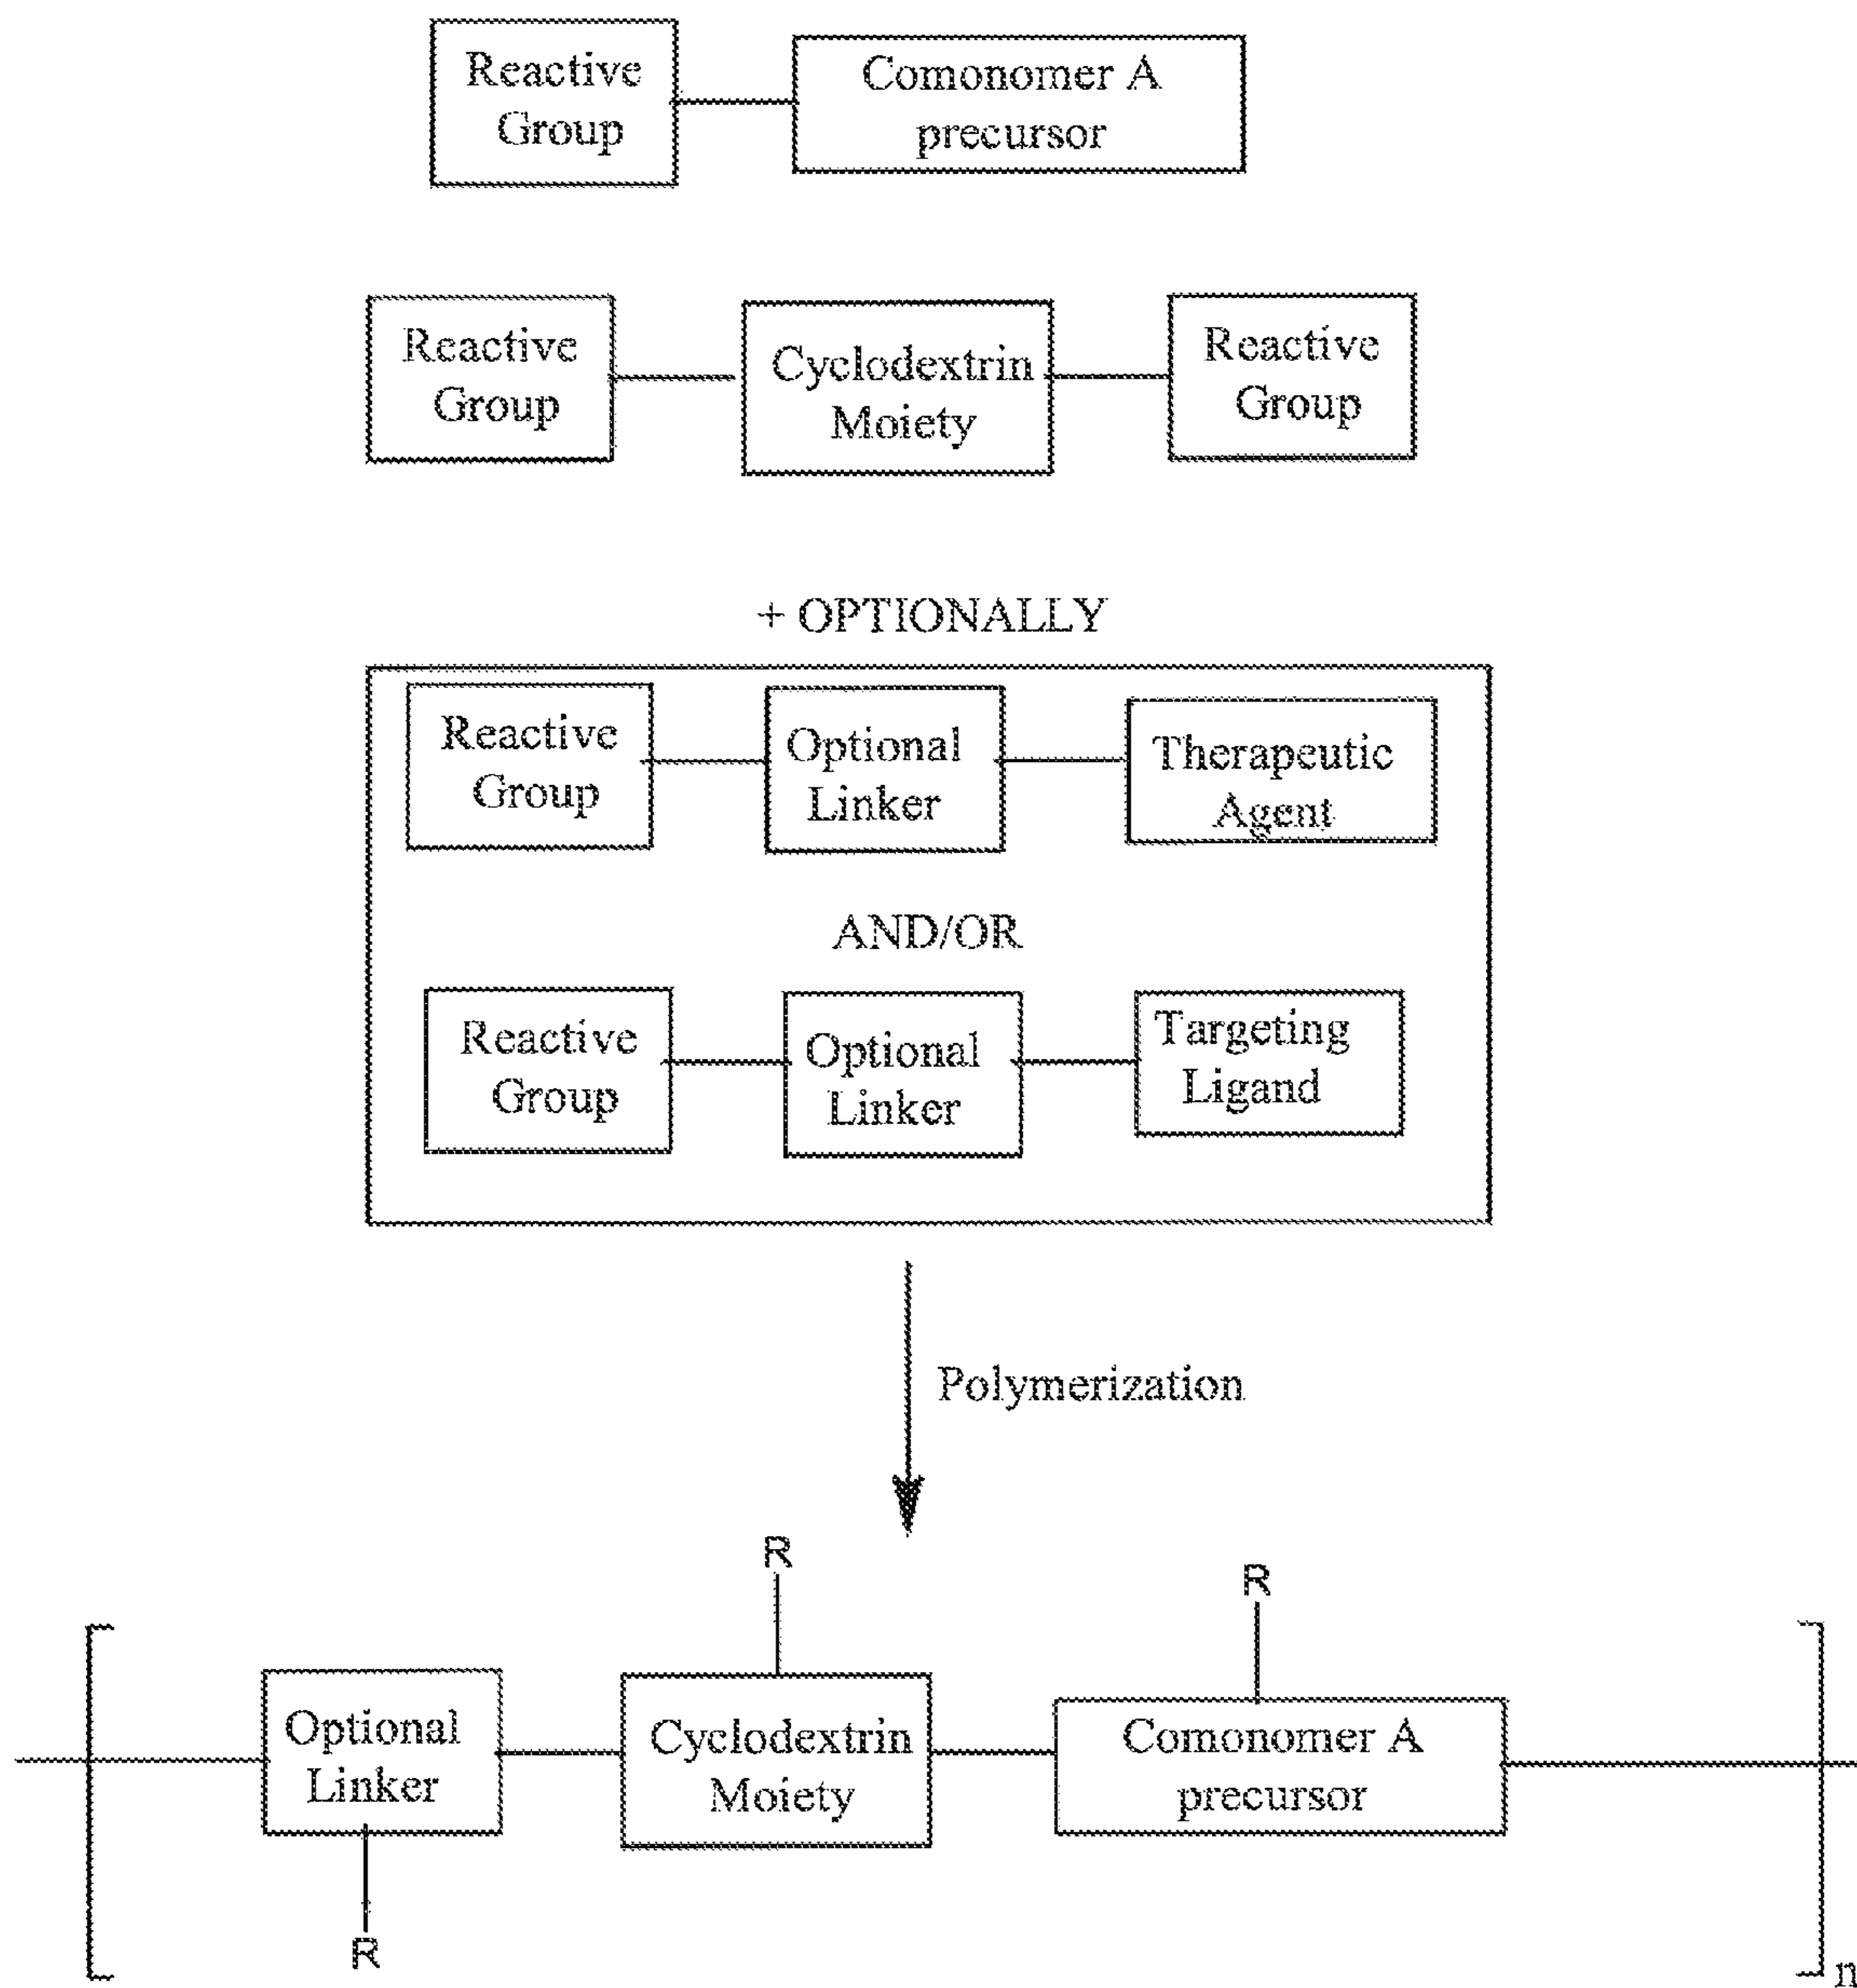 Reactive
Group
Comonomer A
precursor
Reactive
Group
Cyclodextrin
Moiety
Reactive
Group
+ OPTIONALLY
Reactive
Group
Optional
Linker
Therapeutic
Agent
AND/OR
Reactive
Group
Optional
Linker
Targeting
Ligand
Polymerization
R
R
Optional
Linker
Cyclodextrin
Moiety
Comonomer A
precursor
R
n